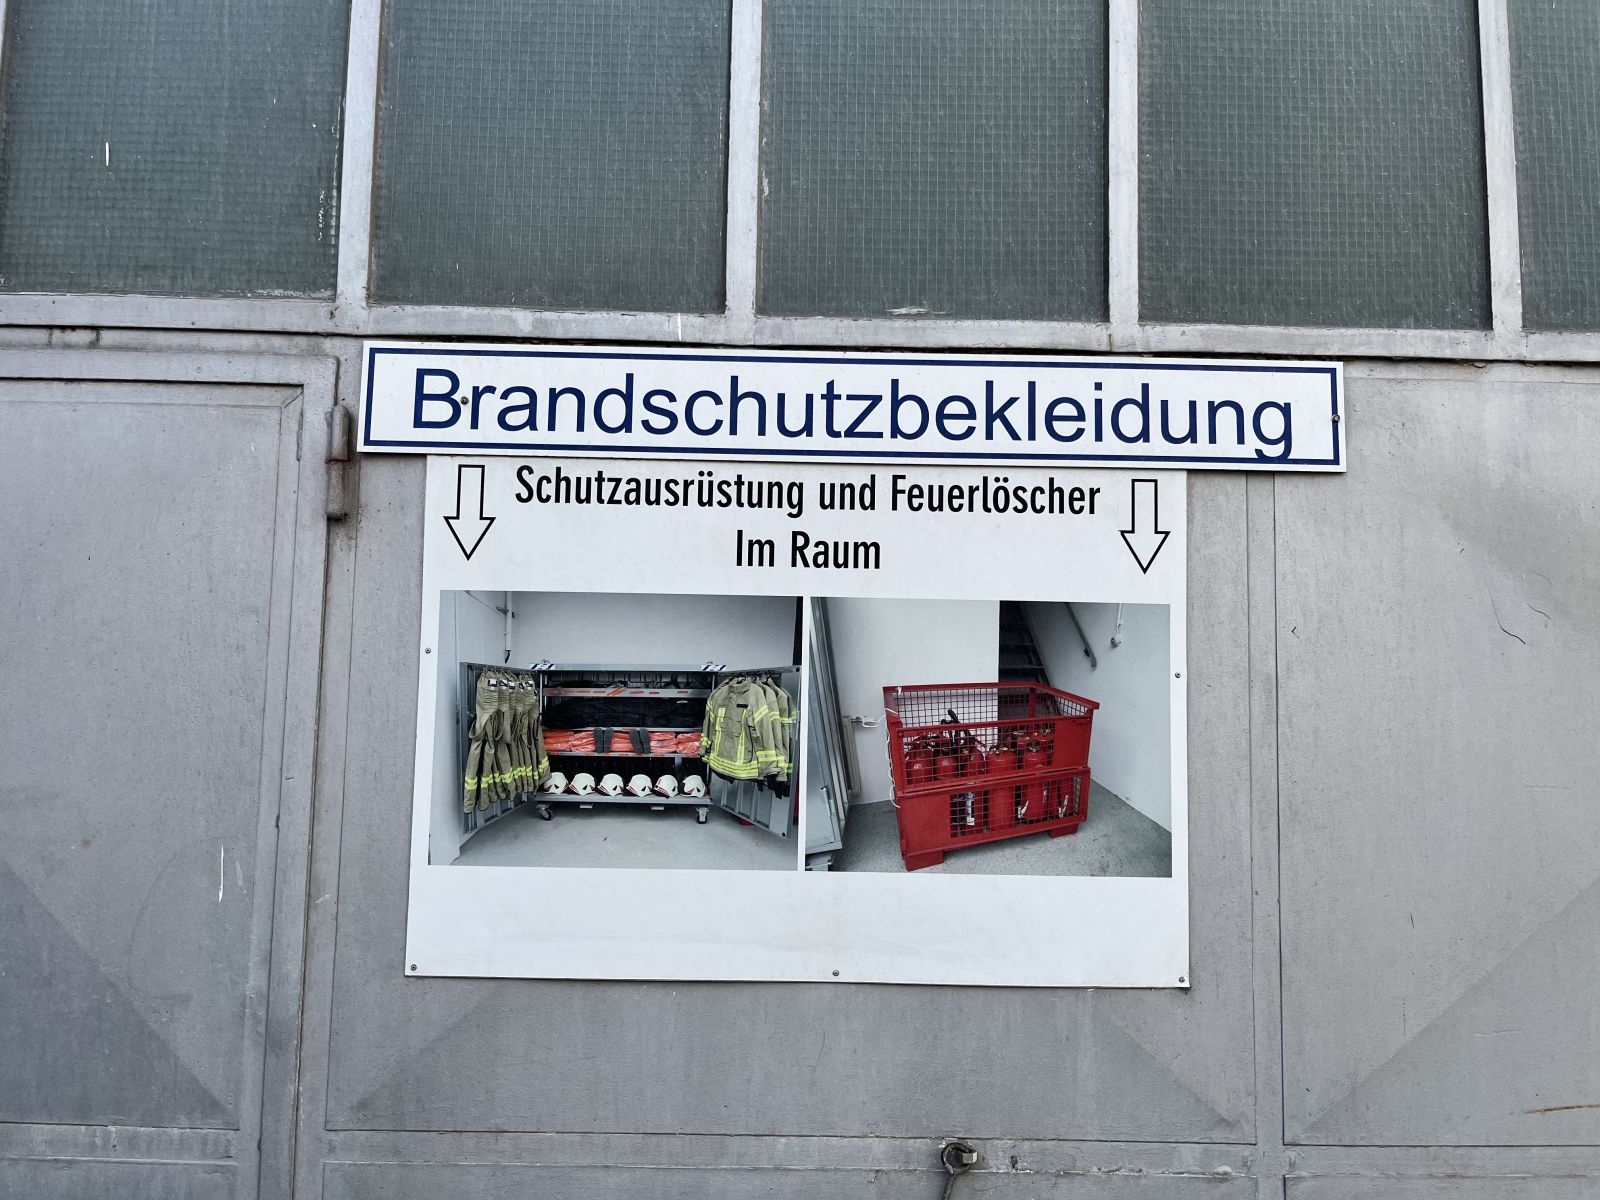 Brandschutzbekleidung
Schutzausrüstung und Feuerlöscher
Im Raum